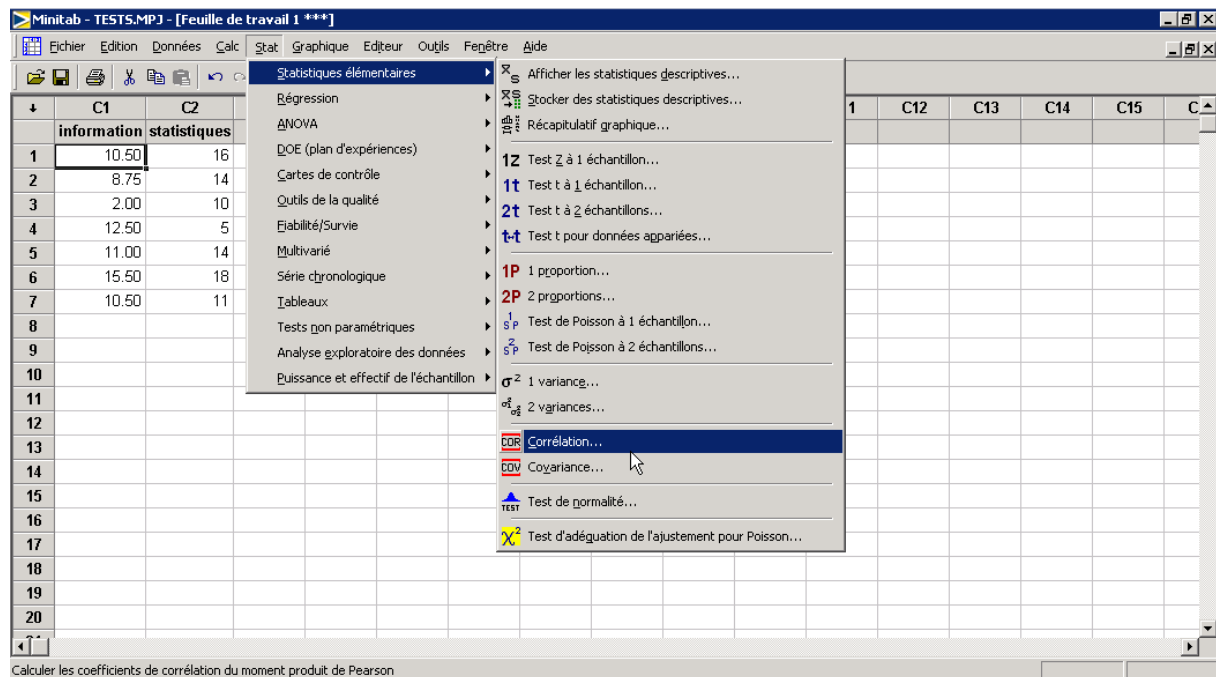 Minitab - TESTS.MPJ - [Feuille de travail 1 ***]
Fichier Edition Données Calc Stat Graphique Editeur Outils Fenêtre Aide
Statistiques élémentaires
Régression
ANOVA
DOE (plan d'expériences)
Cartes de contrôle
Outils de la qualité
Fiabilité/Survie
Multivarié
Série chronologique
Tableaux
Tests non paramétriques
Analyse exploratoire des données
Puissance et effectif de l'échantillon
Afficher les statistiques descriptives...
Stocker des statistiques descriptives...
Récapitulatif graphique...
1Z Test Z à 1 échantillon...
1t Test t à 1 échantillon...
2t Test t à 2 échantillons...
t-t Test t pour données appariées...
1P 1 proportion...
2P 2 proportions...
Test de Poisson à 1 échantillon...
Test de Poisson à 2 échantillons...
σ² 1 variance...
2 variances...
COR Corrélation...
COV Covariance...
TEST Test de normalité...
χ² Test d'adéquation de l'ajustement pour Poisson...
C1 C2 1 C12 C13 C14 C15 C
information statistiques
1 10.50 16
2 8.75 14
3 2.00 10
4 12.50 5
5 11.00 14
6 15.50 18
7 10.50 11
8
9
10
11
12
13
14
15
16
17
18
19
20
Calculer les coefficients de corrélation du moment produit de Pearson